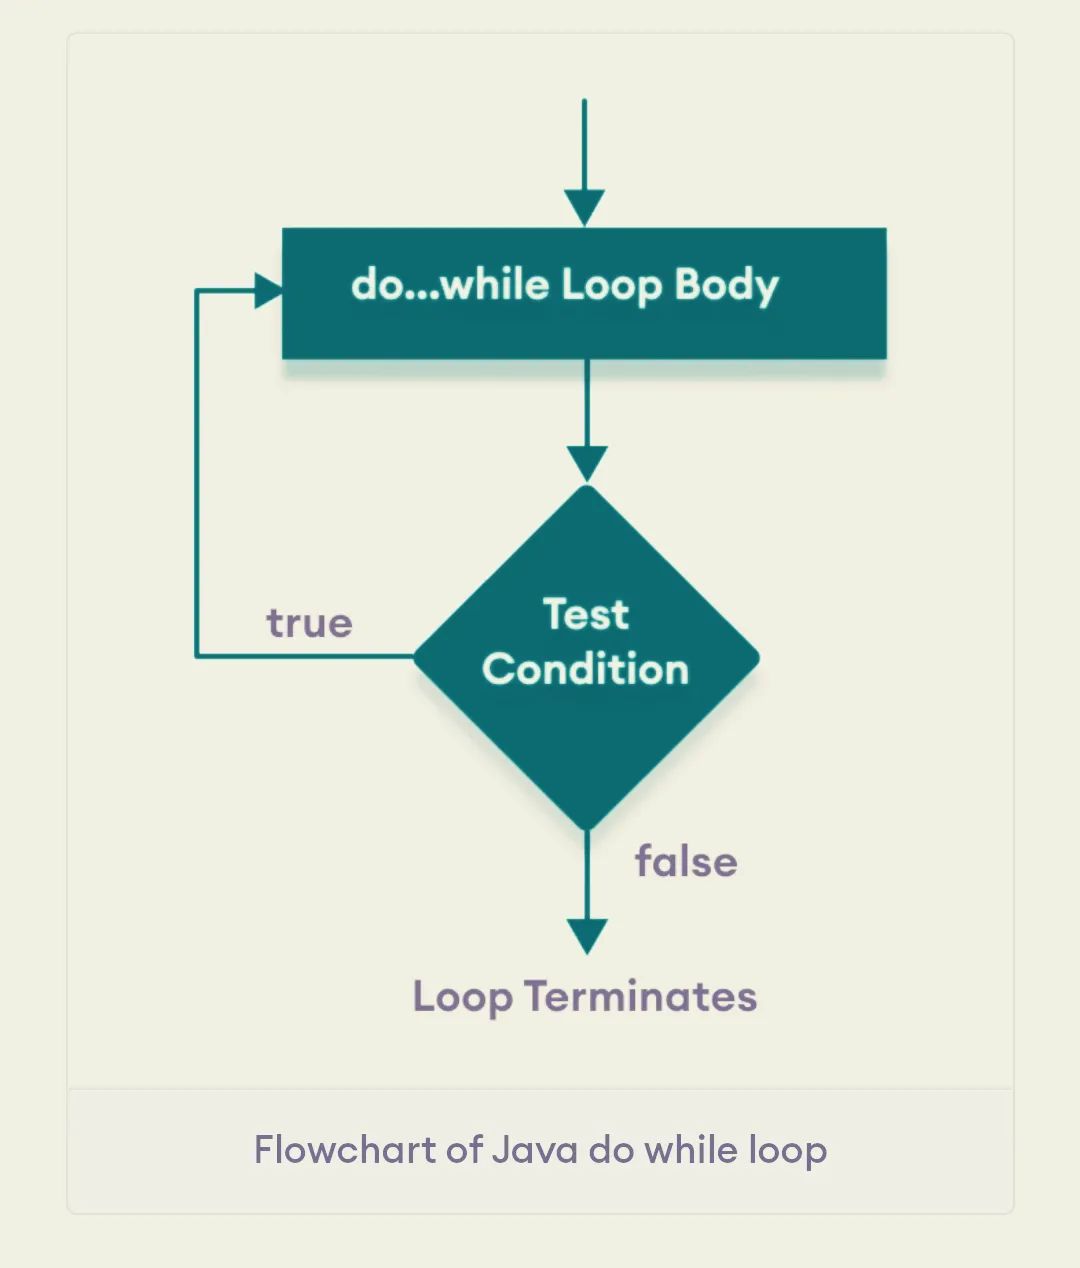 do...while Loop Body
true
Test
Condition
false
Loop Terminates
Flowchart of Java do while loop